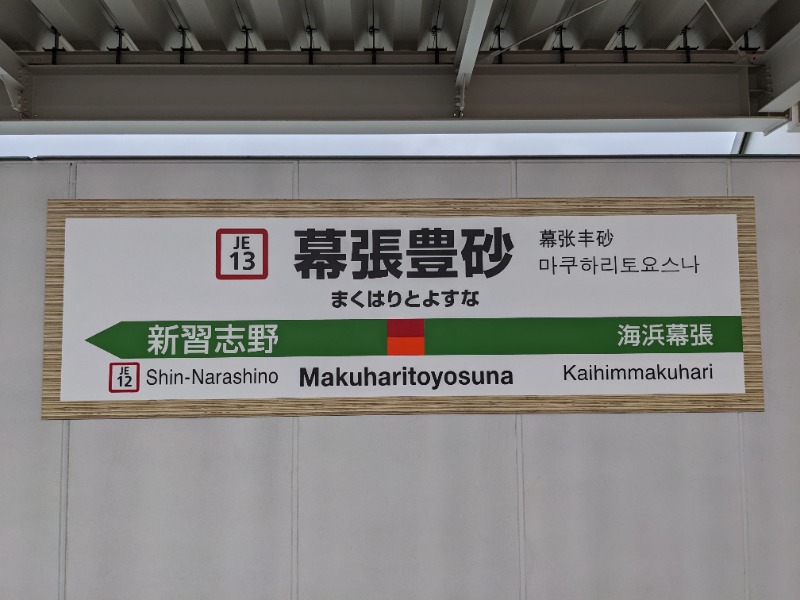 JE
13
幕張豊砂
幕张丰砂
마쿠하리토요스나
まくはりとよすな
新習志野
海浜幕張
JE
12
Shin-Narashino
Makuharitoyosuna
Kaihimmakuhari